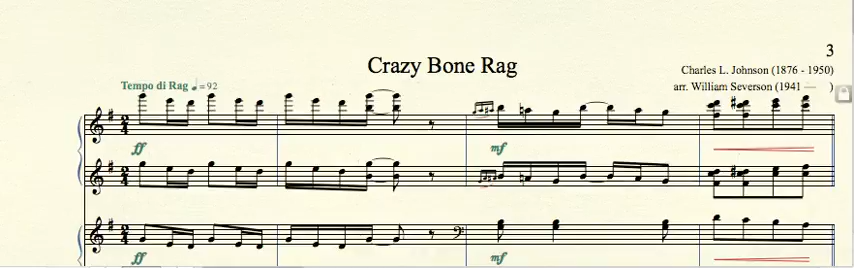 3
Crazy Bone Rag
Charles L. Johnson (1876 - 1950)
Tempo di Rag ♩ = 92
arr. William Severson (1941 - )
ff
mf
ff
mf